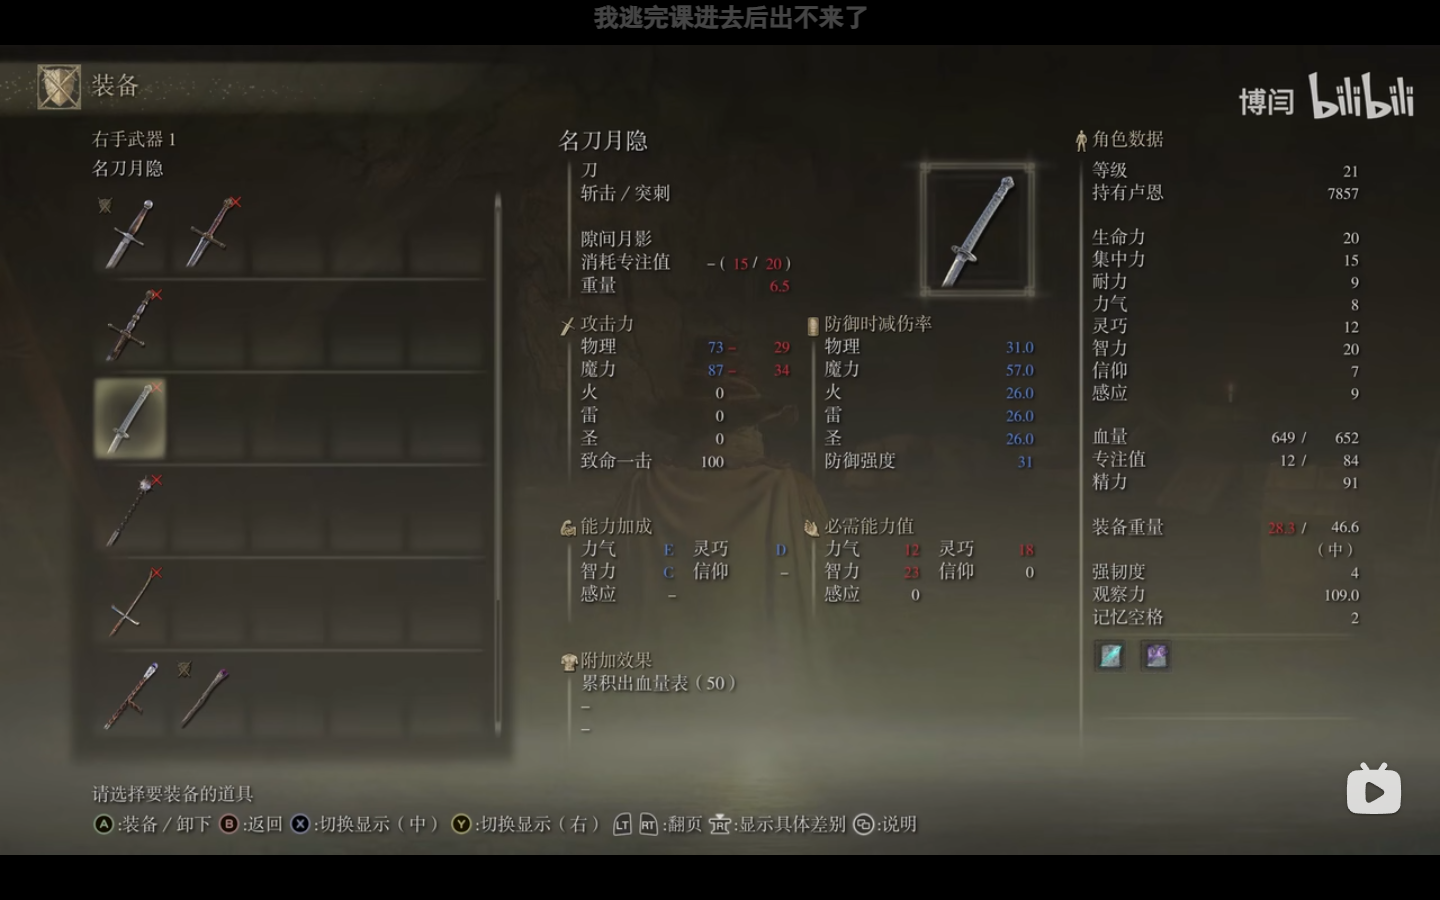 我逃完课进去后出不来了
装备
博闫 bilibili
右手武器 1
名刀月隐
名刀月隐
刀
斩击 / 突刺
隙间月影
消耗专注值 – ( 15 / 20 )
重量 6.5
攻击力
物理 73 – 29
魔力 87 – 34
火 0
雷 0
圣 0
致命一击 100
防御时减伤率
物理 31.0
魔力 57.0
火 26.0
雷 26.0
圣 26.0
防御强度 31
能力加成
力气 E 灵巧 D
智力 C 信仰 –
感应 –
必需能力值
力气 12 灵巧 18
智力 23 信仰 0
感应 0
附加效果
累积出血量表（50）
–
–
角色数据
等级 21
持有卢恩 7857
生命力 20
集中力 15
耐力 9
力气 8
灵巧 12
智力 20
信仰 7
感应 9
血量 649 / 652
专注值 12 / 84
精力 91
装备重量 28.3 / 46.6
（中）
强韧度 4
观察力 109.0
记忆空格 2
请选择要装备的道具
A:装备 / 卸下 B:返回 X:切换显示（中） Y:切换显示（右） LT RT:翻页 R:显示具体差别 :说明